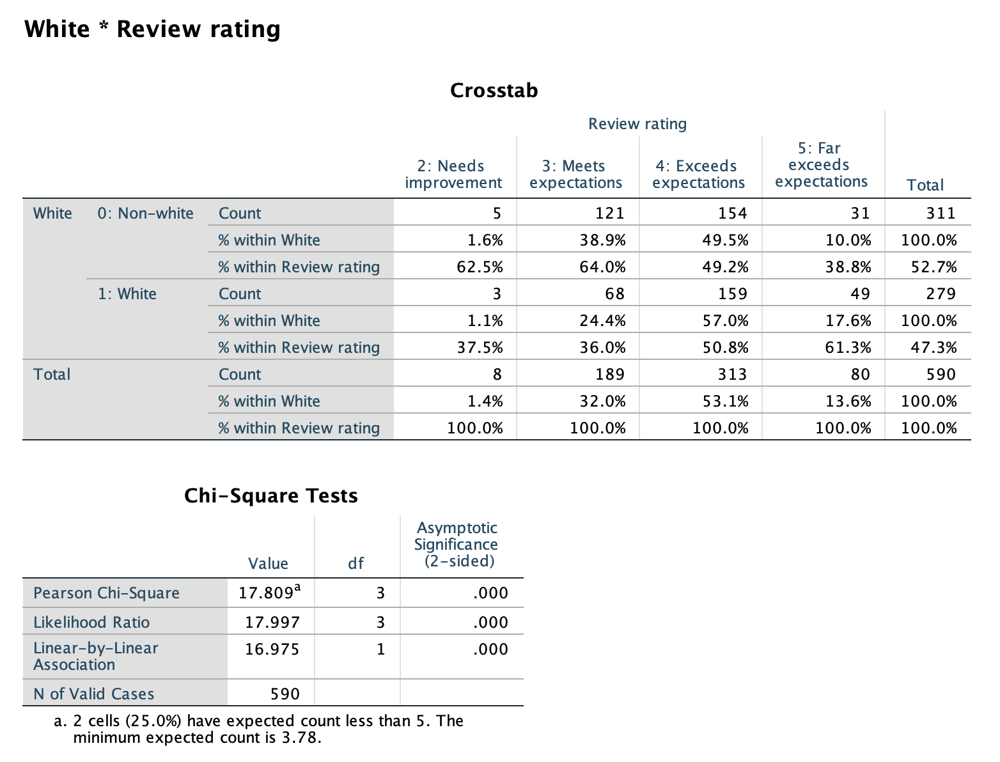 White * Review rating
Crosstab
Review rating
2: Needs improvement 3: Meets expectations 4: Exceeds expectations 5: Far exceeds expectations Total
White 0: Non-white Count 5 121 154 31 311
% within White 1.6% 38.9% 49.5% 10.0% 100.0%
% within Review rating 62.5% 64.0% 49.2% 38.8% 52.7%
1: White Count 3 68 159 49 279
% within White 1.1% 24.4% 57.0% 17.6% 100.0%
% within Review rating 37.5% 36.0% 50.8% 61.3% 47.3%
Total Count 8 189 313 80 590
% within White 1.4% 32.0% 53.1% 13.6% 100.0%
% within Review rating 100.0% 100.0% 100.0% 100.0% 100.0%
Chi-Square Tests
Value df Asymptotic Significance (2-sided)
Pearson Chi-Square 17.809a 3 .000
Likelihood Ratio 17.997 3 .000
Linear-by-Linear Association 16.975 1 .000
N of Valid Cases 590
a. 2 cells (25.0%) have expected count less than 5. The
minimum expected count is 3.78.